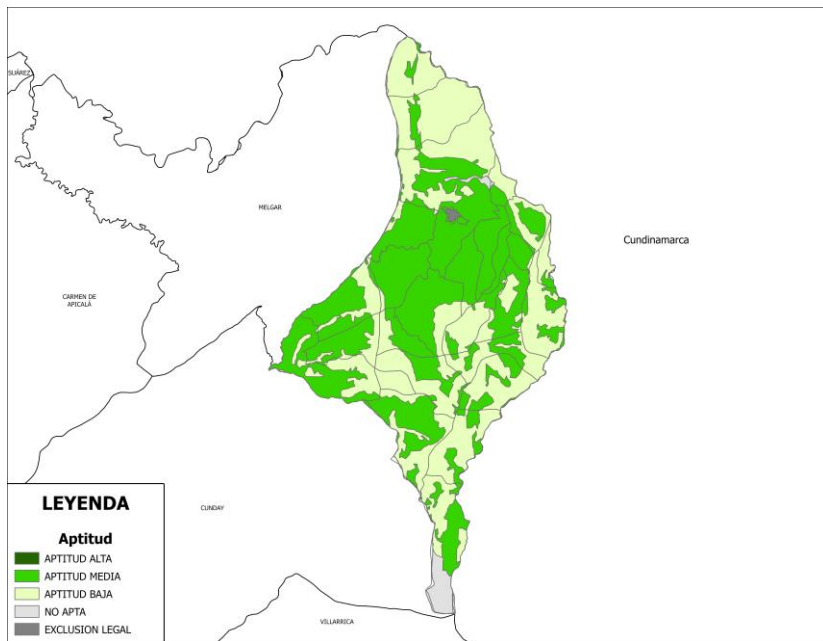 SUÁREZ
MELGAR
Cundinamarca
CARMEN DE
APICALÁ
CUNDAY
VILLARRICA
LEYENDA
Aptitud
APTITUD ALTA
APTITUD MEDIA
APTITUD BAJA
NO APTA
EXCLUSION LEGAL